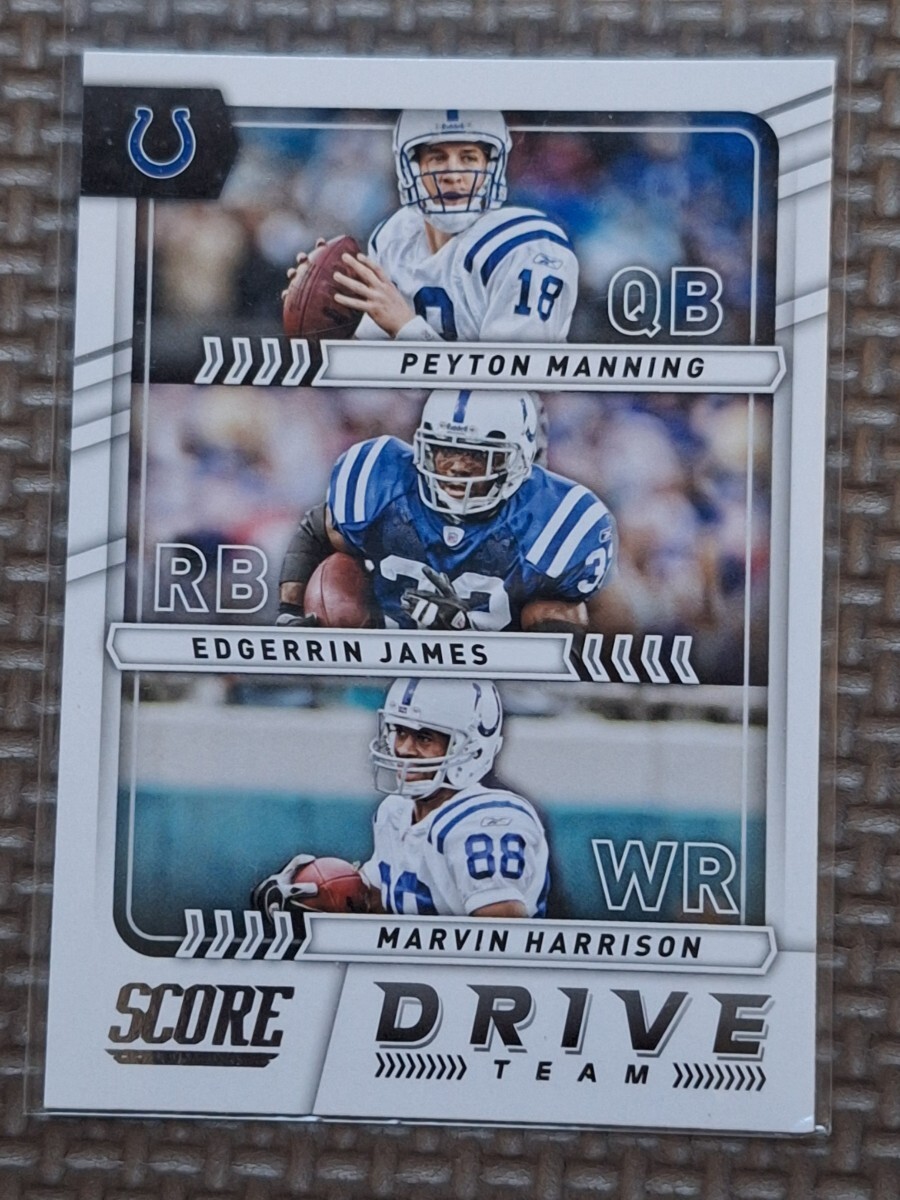 18
QB
PEYTON MANNING
RB
EDGERRIN JAMES
88
WR
MARVIN HARRISON
SCORE
DRIVE
TEAM